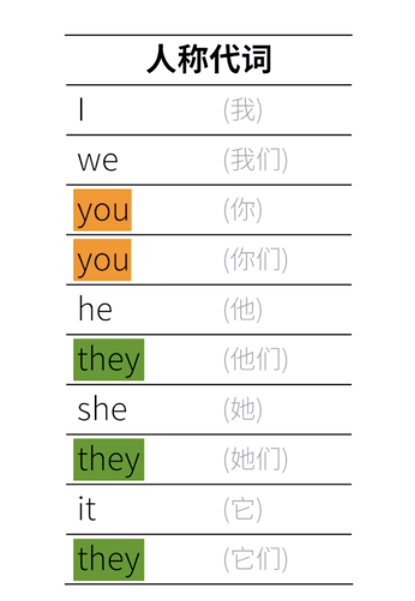 人称代词
I (我)
we (我们)
you (你)
you (你们)
he (他)
they (他们)
she (她)
they (她们)
it (它)
they (它们)